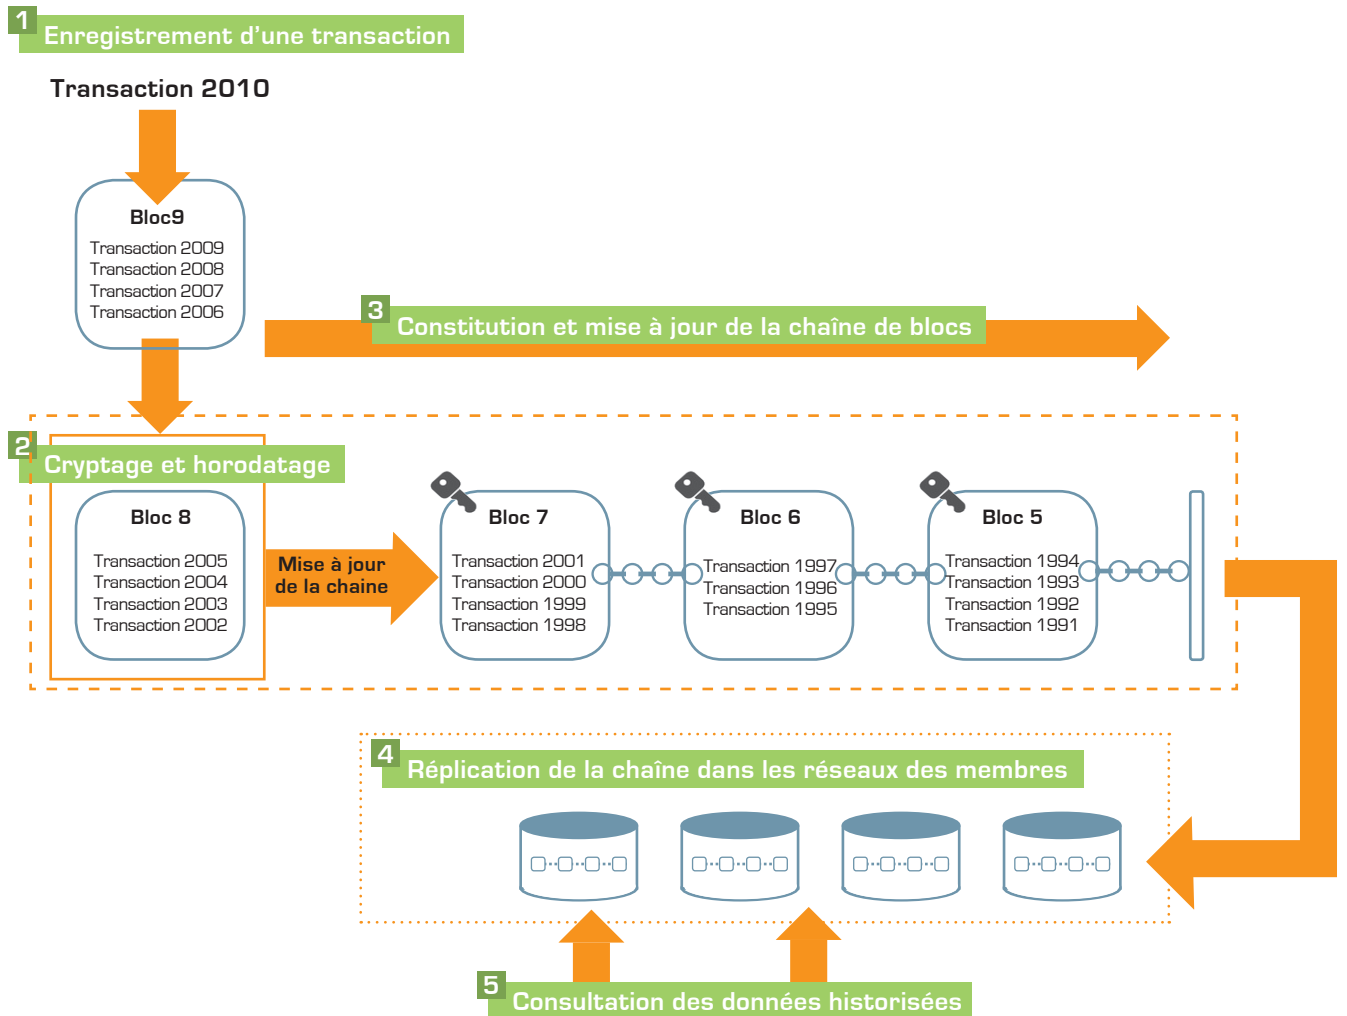 1
Enregistrement d'une transaction
Transaction 2010
Bloc9
Transaction 2009
Transaction 2008
Transaction 2007
Transaction 2006
3
Constitution et mise à jour de la chaîne de blocs
2
Cryptage et horodatage
Bloc 8
Transaction 2005
Transaction 2004
Transaction 2003
Transaction 2002
Mise à jour
de la chaine
Bloc 7
Transaction 2001
Transaction 2000
Transaction 1999
Transaction 1998
Bloc 6
Transaction 1997
Transaction 1996
Transaction 1995
Bloc 5
Transaction 1994
Transaction 1993
Transaction 1992
Transaction 1991
4
Réplication de la chaîne dans les réseaux des membres
5
Consultation des données historisées